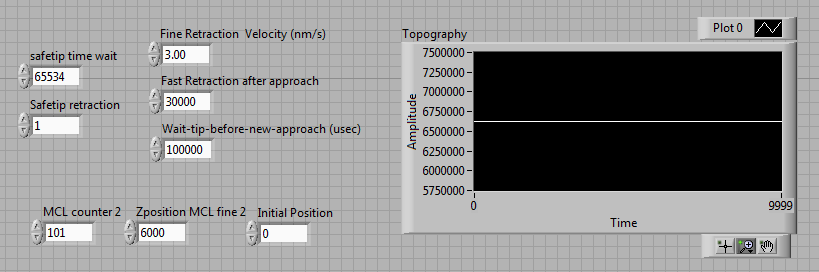 Fine Retraction Velocity (nm/s)
3.00
safetip time wait
65534
Fast Retraction after approach
30000
Safetip retraction
1
Wait-tip-before-new-approach (usec)
100000
MCL counter 2
101
Zposition MCL fine 2
6000
Initial Position
0
Topography
Plot 0
Amplitude
7500000
7250000
7000000
6750000
6500000
6250000
6000000
5750000
0
9999
Time